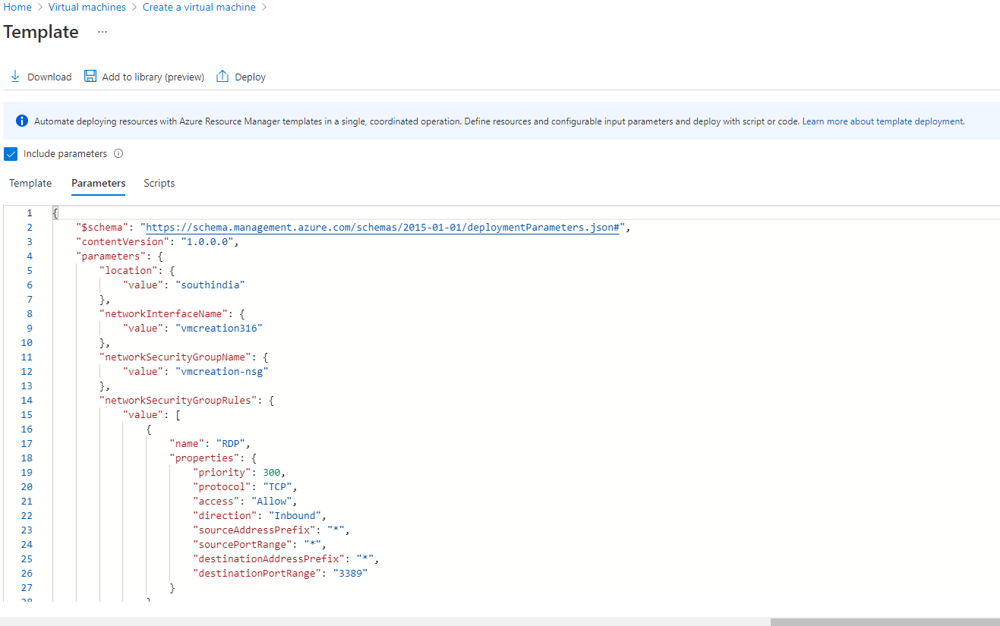 Home > Virtual machines > Create a virtual machine >
Template ...
Download Add to library (preview) Deploy
Automate deploying resources with Azure Resource Manager templates in a single, coordinated operation. Define resources and configurable input parameters and deploy with script or code. Learn more about template deployment.
Include parameters
Template Parameters Scripts
1 {
2 "$schema": "https://schema.management.azure.com/schemas/2015-01-01/deploymentParameters.json#",
3 "contentVersion": "1.0.0.0",
4 "parameters": {
5 "location": {
6 "value": "southindia"
7 },
8 "networkInterfaceName": {
9 "value": "vmcreation316"
10 },
11 "networkSecurityGroupName": {
12 "value": "vmcreation-nsg"
13 },
14 "networkSecurityGroupRules": {
15 "value": [
16 {
17 "name": "RDP",
18 "properties": {
19 "priority": 300,
20 "protocol": "TCP",
21 "access": "Allow",
22 "direction": "Inbound",
23 "sourceAddressPrefix": "*",
24 "sourcePortRange": "*",
25 "destinationAddressPrefix": "*",
26 "destinationPortRange": "3389"
27 }